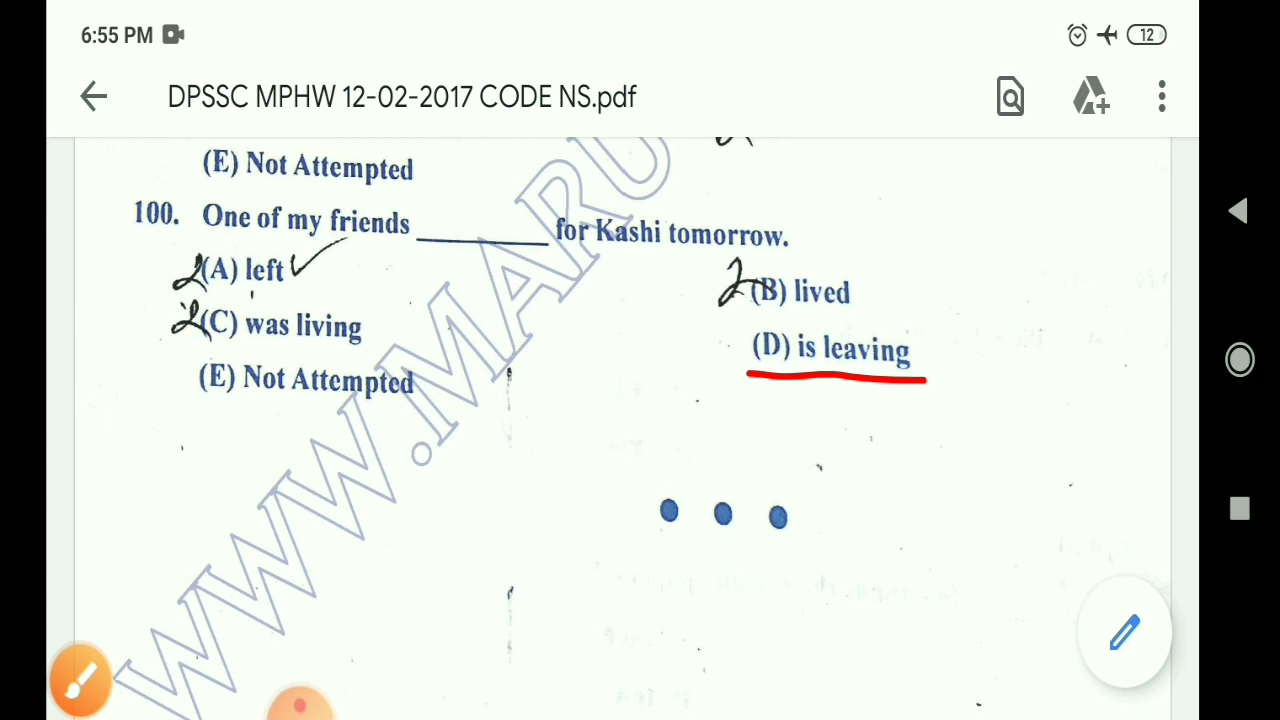 6:55 PM
12
DPSSC MPHW 12-02-2017 CODE NS.pdf
(E) Not Attempted
100. One of my friends __________ for Kashi tomorrow.
(A) left
(B) lived
(C) was living
(D) is leaving
(E) Not Attempted
WWW.MARU